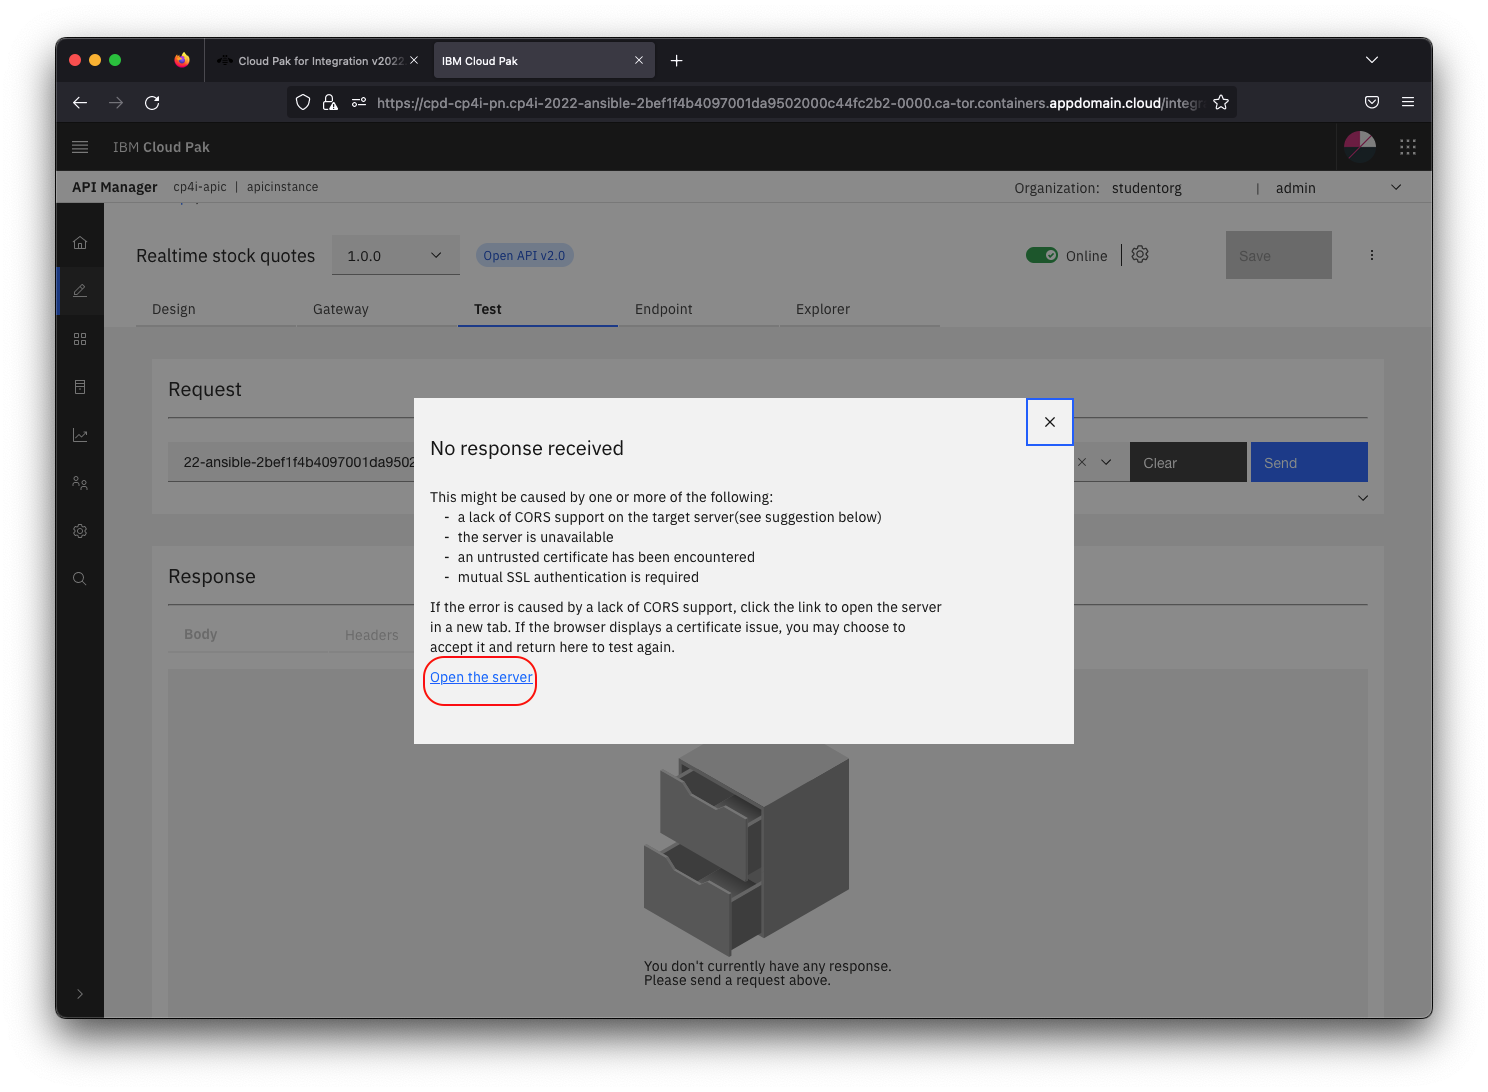 Cloud Pak for Integration v2022
IBM Cloud Pak
https://cpd-cp4i-pn.cp4i-2022-ansible-2bef1f4b4097001da9502000c44fc2b2-0000.ca-tor.containers.appdomain.cloud/integr
IBM Cloud Pak
API Manager cp4i-apic | apicinstance
Organization: studentorg | admin
Realtime stock quotes 1.0.0 Open API v2.0 Online Save
Design Gateway Test Endpoint Explorer
Request
22-ansible-2bef1f4b4097001da9502 Clear Send
No response received
This might be caused by one or more of the following:
- a lack of CORS support on the target server(see suggestion below)
- the server is unavailable
- an untrusted certificate has been encountered
- mutual SSL authentication is required
If the error is caused by a lack of CORS support, click the link to open the server
in a new tab. If the browser displays a certificate issue, you may choose to
accept it and return here to test again.
Open the server
Response
Body Headers
You don't currently have any response.
Please send a request above.